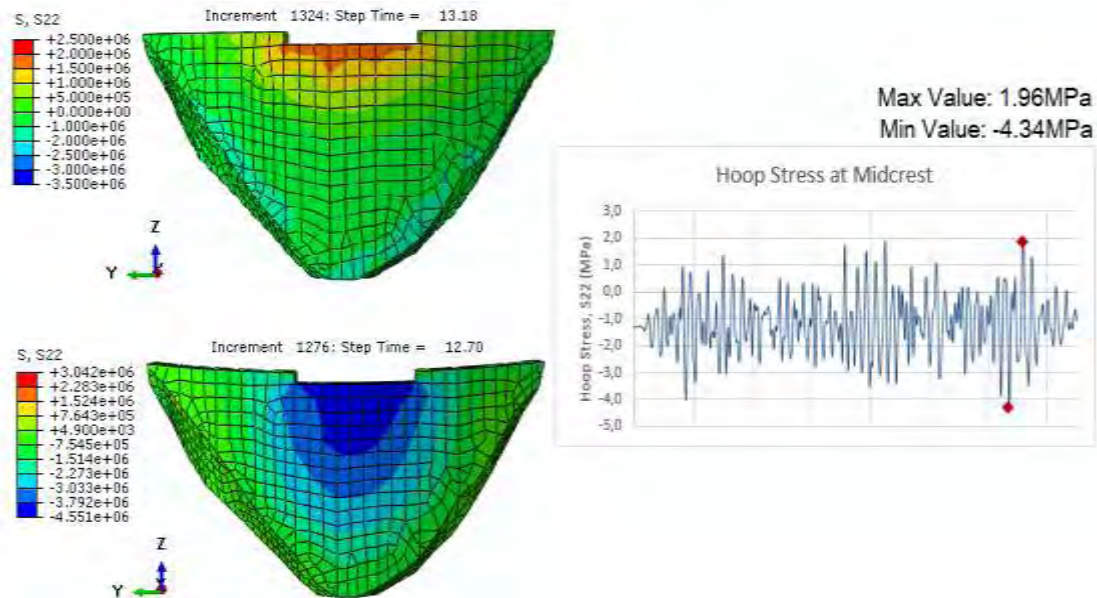 S, S22
Increment 1324: Step Time = 13.18
+2.500e+06
+2.000e+06
+1.500e+06
+1.000e+06
+5.000e+05
+0.000e+00
-1.000e+06
-2.000e+06
-2.500e+06
-3.000e+06
-3.500e+06
Z
Y
X
Max Value: 1.96MPa
Min Value: -4.34MPa
Hoop Stress at Midcrest
Hoop Stress, S22 (MPa)
3,0
2,0
1,0
0,0
-1,0
-2,0
-3,0
-4,0
-5,0
S, S22
Increment 1276: Step Time = 12.70
+3.042e+06
+2.283e+06
+1.524e+06
+7.643e+05
+4.900e+03
-7.545e+05
-1.514e+06
-2.273e+06
-3.033e+06
-3.792e+06
-4.551e+06
Z
Y
X